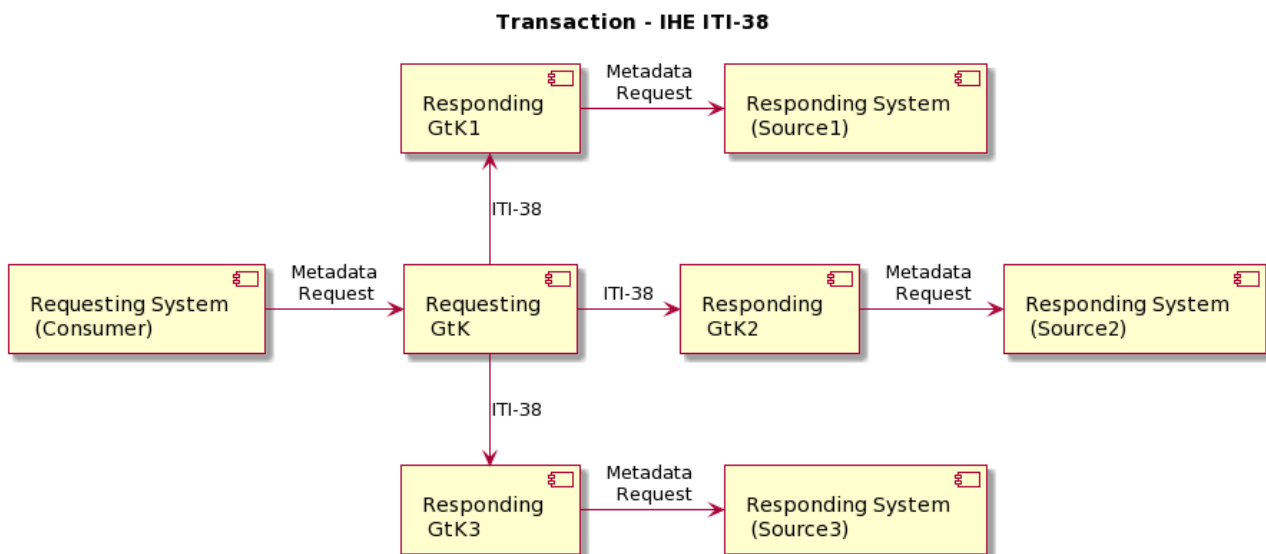 Transaction - IHE ITI-38
Responding
GtK1
Metadata
Request
Responding System
(Source1)
ITI-38
Requesting System
(Consumer)
Metadata
Request
Requesting
GtK
ITI-38
Responding
GtK2
Metadata
Request
Responding System
(Source2)
ITI-38
Responding
GtK3
Metadata
Request
Responding System
(Source3)